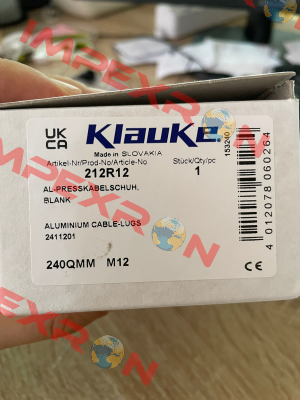 UK
CA
Klauke®
Made in SLOVAKIA
Artikel-Nr/Prod-No/Article-No
Stück/Qty/pc
212R12
1
AL-PRESSKABELSCHUH,
BLANK
ALUMINIUM CABLE-LUGS
2411201
240QMM M12
CE
153240 /
4 012078 060264
IMPEXRON
IMPEXRON